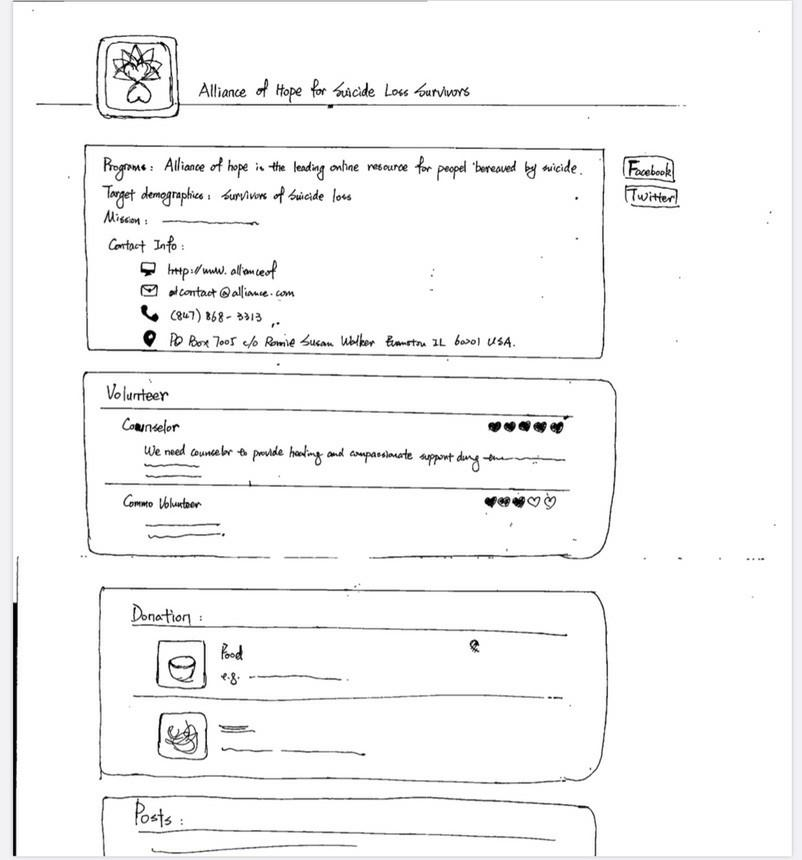 Alliance of Hope for Suicide Loss Survivors
Programs: Alliance of hope is the leading online resource for peopel bereaved by suicide.
Facebook
Target demographics: Survivors of Suicide loss
Twitter
Mission:
Contact Info:
http://www.allianceof
contact@alliance.com
(847) 868-3313
PO Box 7005 c/o Ronnie Susan Walker Evanston IL 60201 USA.
Volunteer
Counselor
We need counselor to provide healing and compassionate support
Commo Volunteer
Donation:
Food
e.g.
Posts: